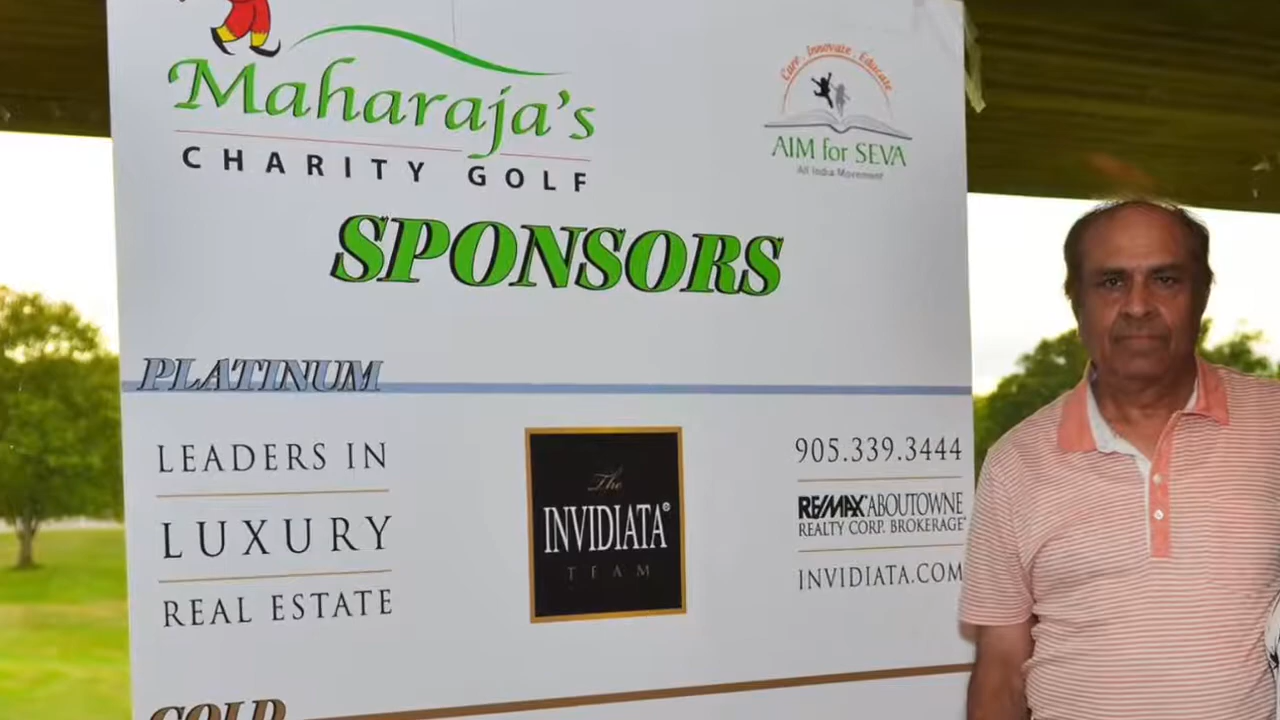 Maharaja's
CHARITY GOLF
Care. Innovate. Educate
AIM for SEVA
All India Movement
SPONSORS
PLATINUM
LEADERS IN
LUXURY
REAL ESTATE
The
INVIDIATA®
TEAM
905.339.3444
RE/MAX ABOUTOWNE
REALTY CORP. BROKERAGE
INVIDIATA.COM
GOLD